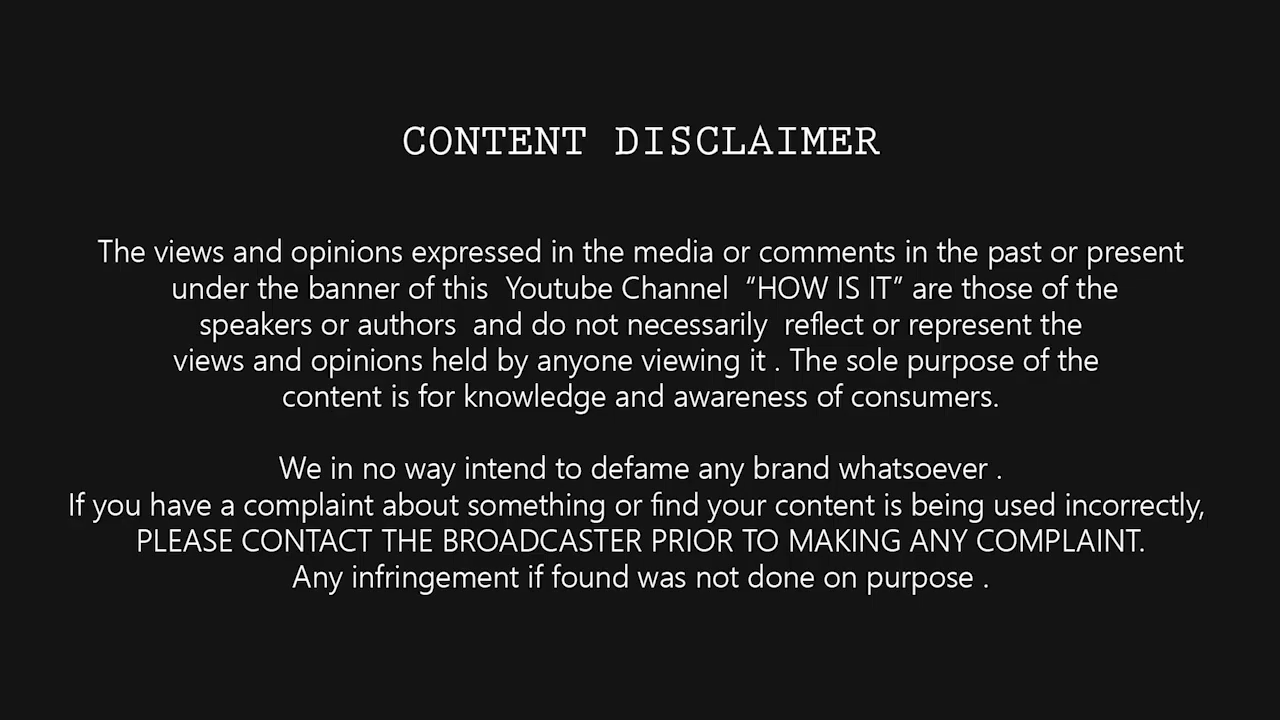 CONTENT DISCLAIMER
The views and opinions expressed in the media or comments in the past or present
under the banner of this  Youtube Channel  “HOW IS IT” are those of the
speakers or authors  and do not necessarily  reflect or represent the
views and opinions held by anyone viewing it . The sole purpose of the
content is for knowledge and awareness of consumers.
We in no way intend to defame any brand whatsoever .
If you have a complaint about something or find your content is being used incorrectly,
PLEASE CONTACT THE BROADCASTER PRIOR TO MAKING ANY COMPLAINT.
Any infringement if found was not done on purpose .